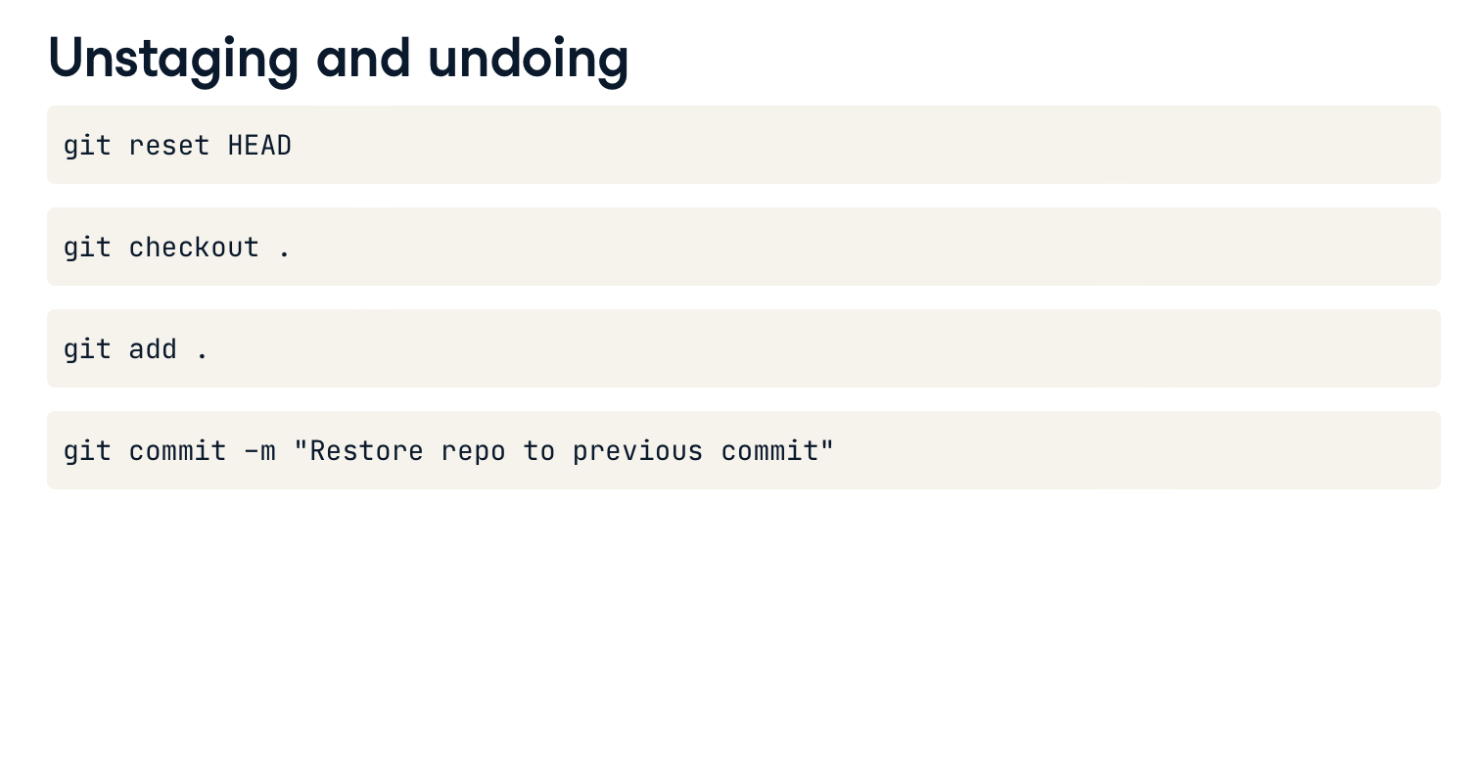 Unstaging and undoing
git reset HEAD
git checkout .
git add .
git commit -m "Restore repo to previous commit"